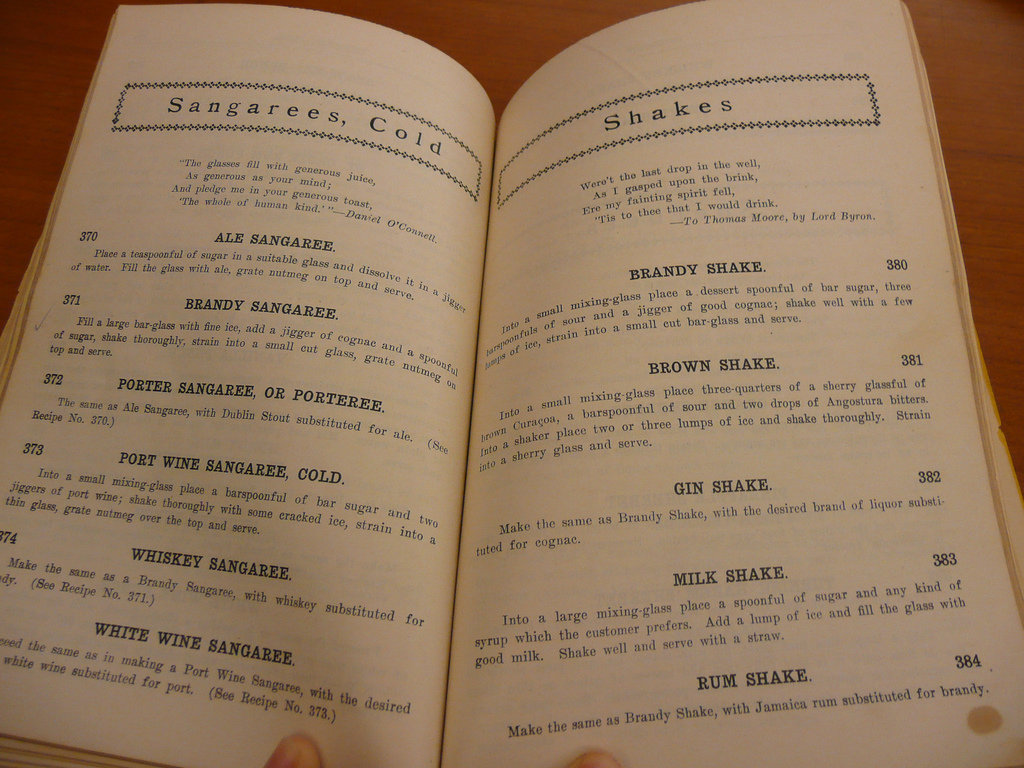 Sangarees, Cold
"The glasses fill with generous juice,
As generous as your mind;
And pledge me in your generous toast,
'The whole of human kind.'"—Daniel O'Connell.
370
ALE SANGAREE.
Place a teaspoonful of sugar in a suitable glass and dissolve it in a jigger
of water. Fill the glass with ale, grate nutmeg on top and serve.
371
BRANDY SANGAREE.
Fill a large bar-glass with fine ice, add a jigger of cognac and a spoonful
of sugar, shake thoroughly, strain into a small cut glass, grate nutmeg on
top and serve.
372
PORTER SANGAREE, OR PORTEREE.
The same as Ale Sangaree, with Dublin Stout substituted for ale. (See
Recipe No. 370.)
373
PORT WINE SANGAREE, COLD.
Into a small mixing-glass place a barspoonful of bar sugar and two
jiggers of port wine; shake thoroughly with some cracked ice, strain into a
thin glass, grate nutmeg over the top and serve.
374
WHISKEY SANGAREE.
Make the same as a Brandy Sangaree, with whiskey substituted for
dy. (See Recipe No. 371.)
WHITE WINE SANGAREE.
ceed the same as in making a Port Wine Sangaree, with the desired
white wine substituted for port. (See Recipe No. 373.)
Shakes
Were't the last drop in the well,
As I gasped upon the brink,
Ere my fainting spirit fell,
'Tis to thee that I would drink.
—To Thomas Moore, by Lord Byron.
BRANDY SHAKE. 380
Into a small mixing-glass place a dessert spoonful of bar sugar, three
barspoonfuls of sour and a jigger of good cognac; shake well with a few
lumps of ice, strain into a small cut bar-glass and serve.
BROWN SHAKE. 381
Into a small mixing-glass place three-quarters of a sherry glassful of
brown Curaçoa, a barspoonful of sour and two drops of Angostura bitters.
Into a shaker place two or three lumps of ice and shake thoroughly. Strain
into a sherry glass and serve.
GIN SHAKE. 382
Make the same as Brandy Shake, with the desired brand of liquor substi-
tuted for cognac.
MILK SHAKE. 383
Into a large mixing-glass place a spoonful of sugar and any kind of
syrup which the customer prefers. Add a lump of ice and fill the glass with
good milk. Shake well and serve with a straw.
RUM SHAKE. 384
Make the same as Brandy Shake, with Jamaica rum substituted for brandy.